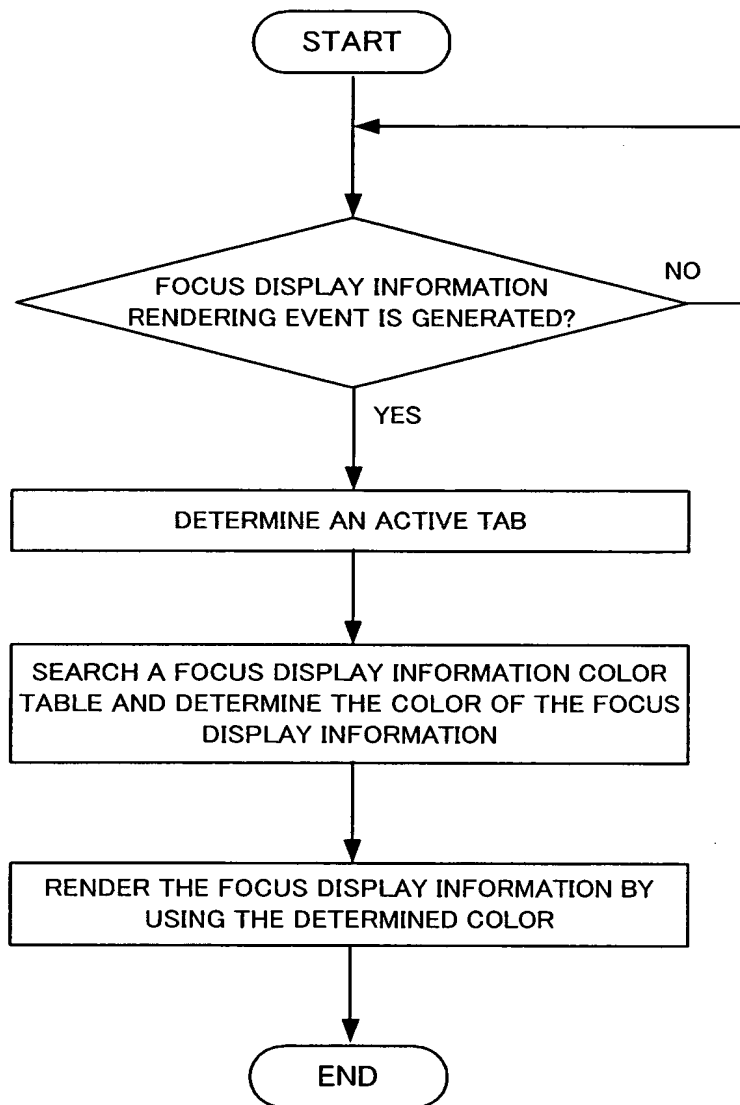 START
FOCUS DISPLAY INFORMATION
RENDERING EVENT IS GENERATED?
NO
YES
DETERMINE AN ACTIVE TAB
SEARCH A FOCUS DISPLAY INFORMATION COLOR
TABLE AND DETERMINE THE COLOR OF THE FOCUS
DISPLAY INFORMATION
RENDER THE FOCUS DISPLAY INFORMATION BY
USING THE DETERMINED COLOR
END